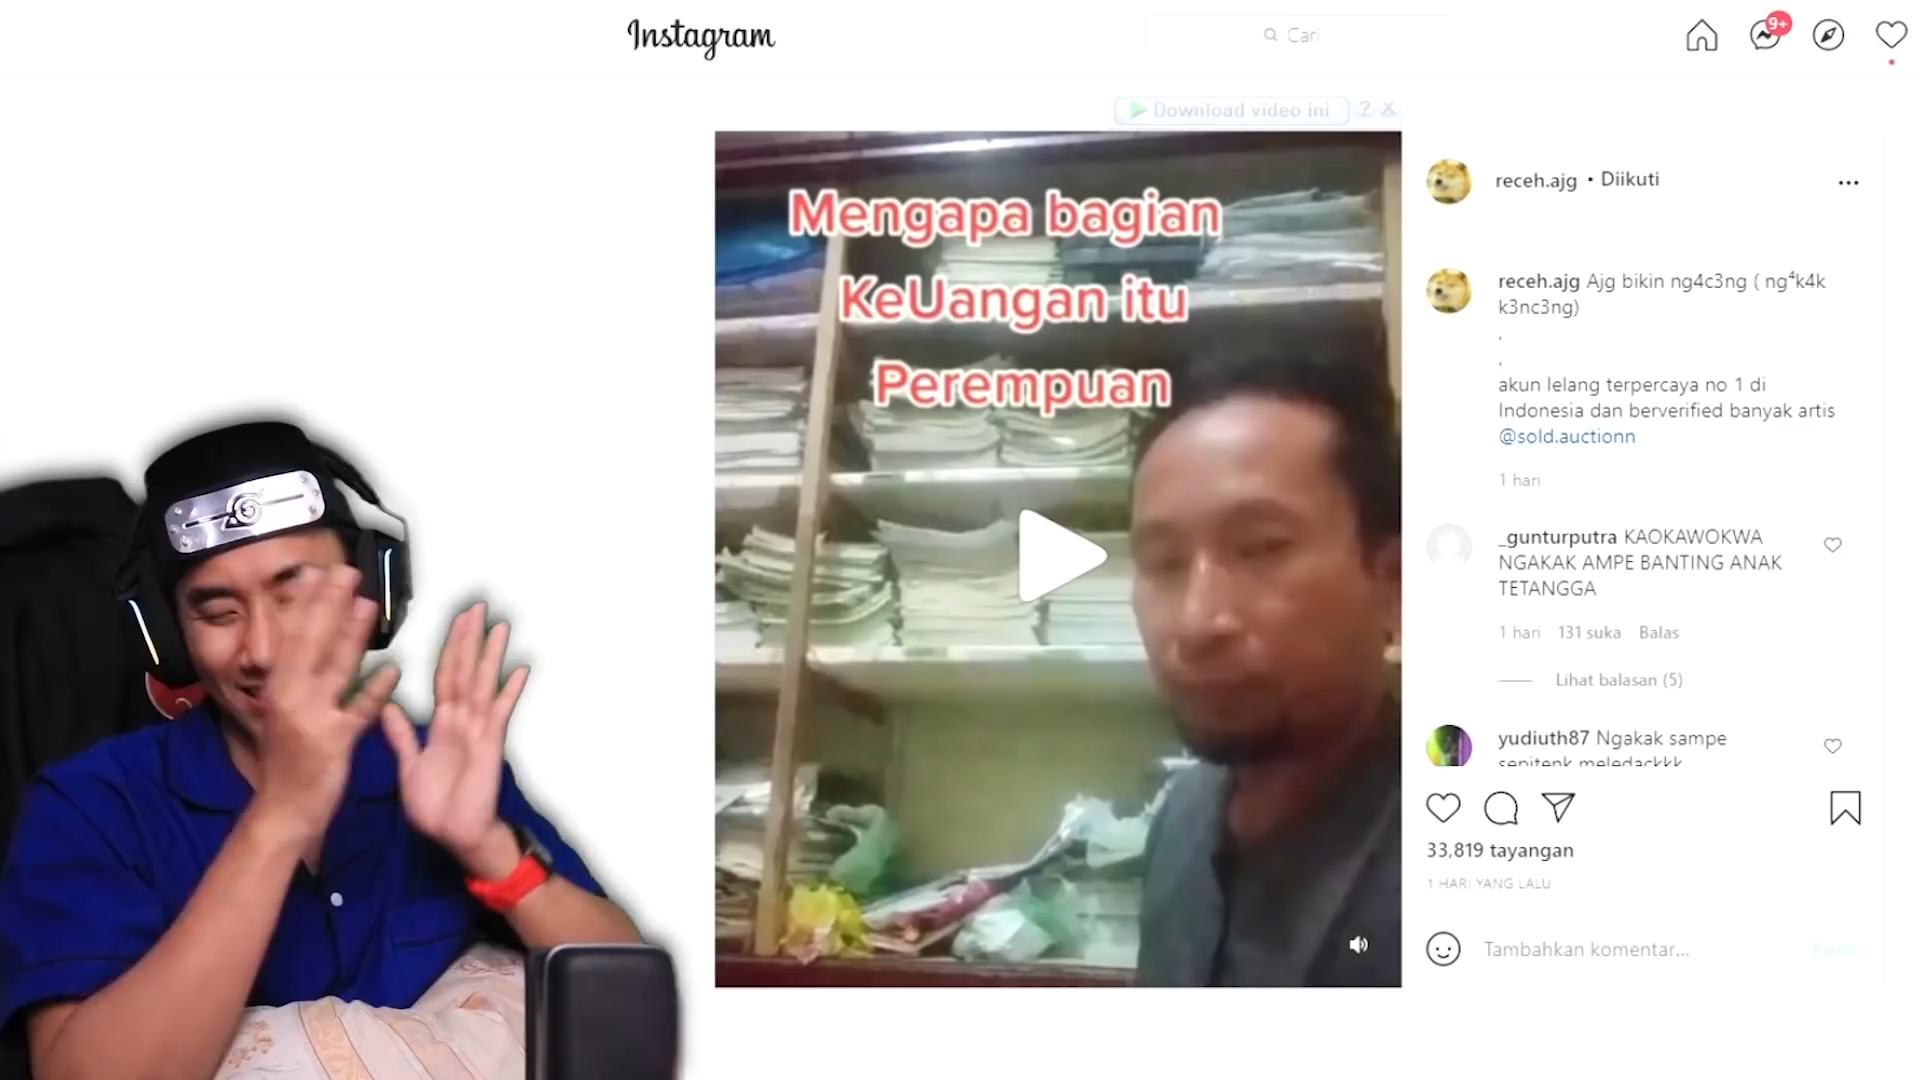 Instagram
Cari
9+
Download video ini ? X
Mengapa bagian
KeUangan itu
Perempuan
receh.ajg • Diikuti
receh.ajg Ajg bikin ng4c3ng ( ng⁴k4k
k3nc3ng)
.
.
akun lelang terpercaya no 1 di
Indonesia dan berverified banyak artis
@sold.auctionn
1 hari
_gunturputra KAOKAWOKWA
NGAKAK AMPE BANTING ANAK
TETANGGA
1 hari 131 suka Balas
Lihat balasan (5)
yudiuth87 Ngakak sampe
sepitenk meledackkk
33,819 tayangan
1 HARI YANG LALU
Tambahkan komentar...